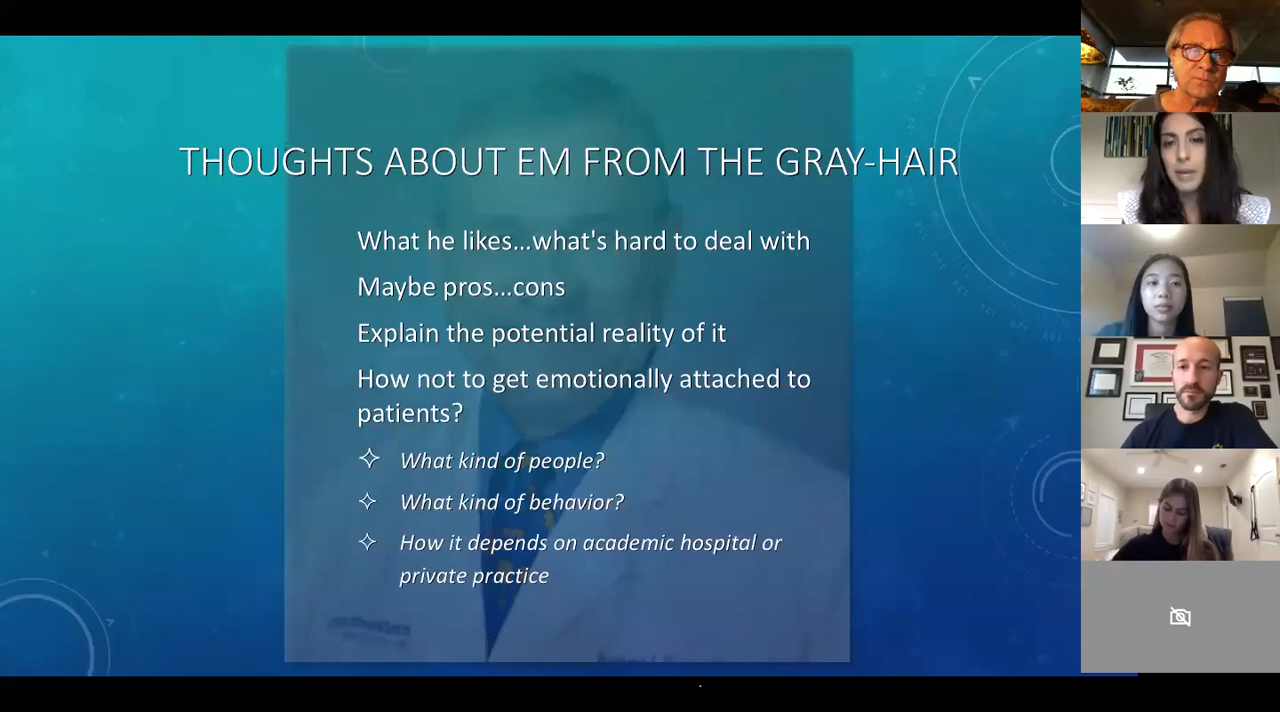 THOUGHTS ABOUT EM FROM THE GRAY-HAIR
What he likes...what's hard to deal with
Maybe pros...cons
Explain the potential reality of it
How not to get emotionally attached to
patients?
What kind of people?
What kind of behavior?
How it depends on academic hospital or
private practice